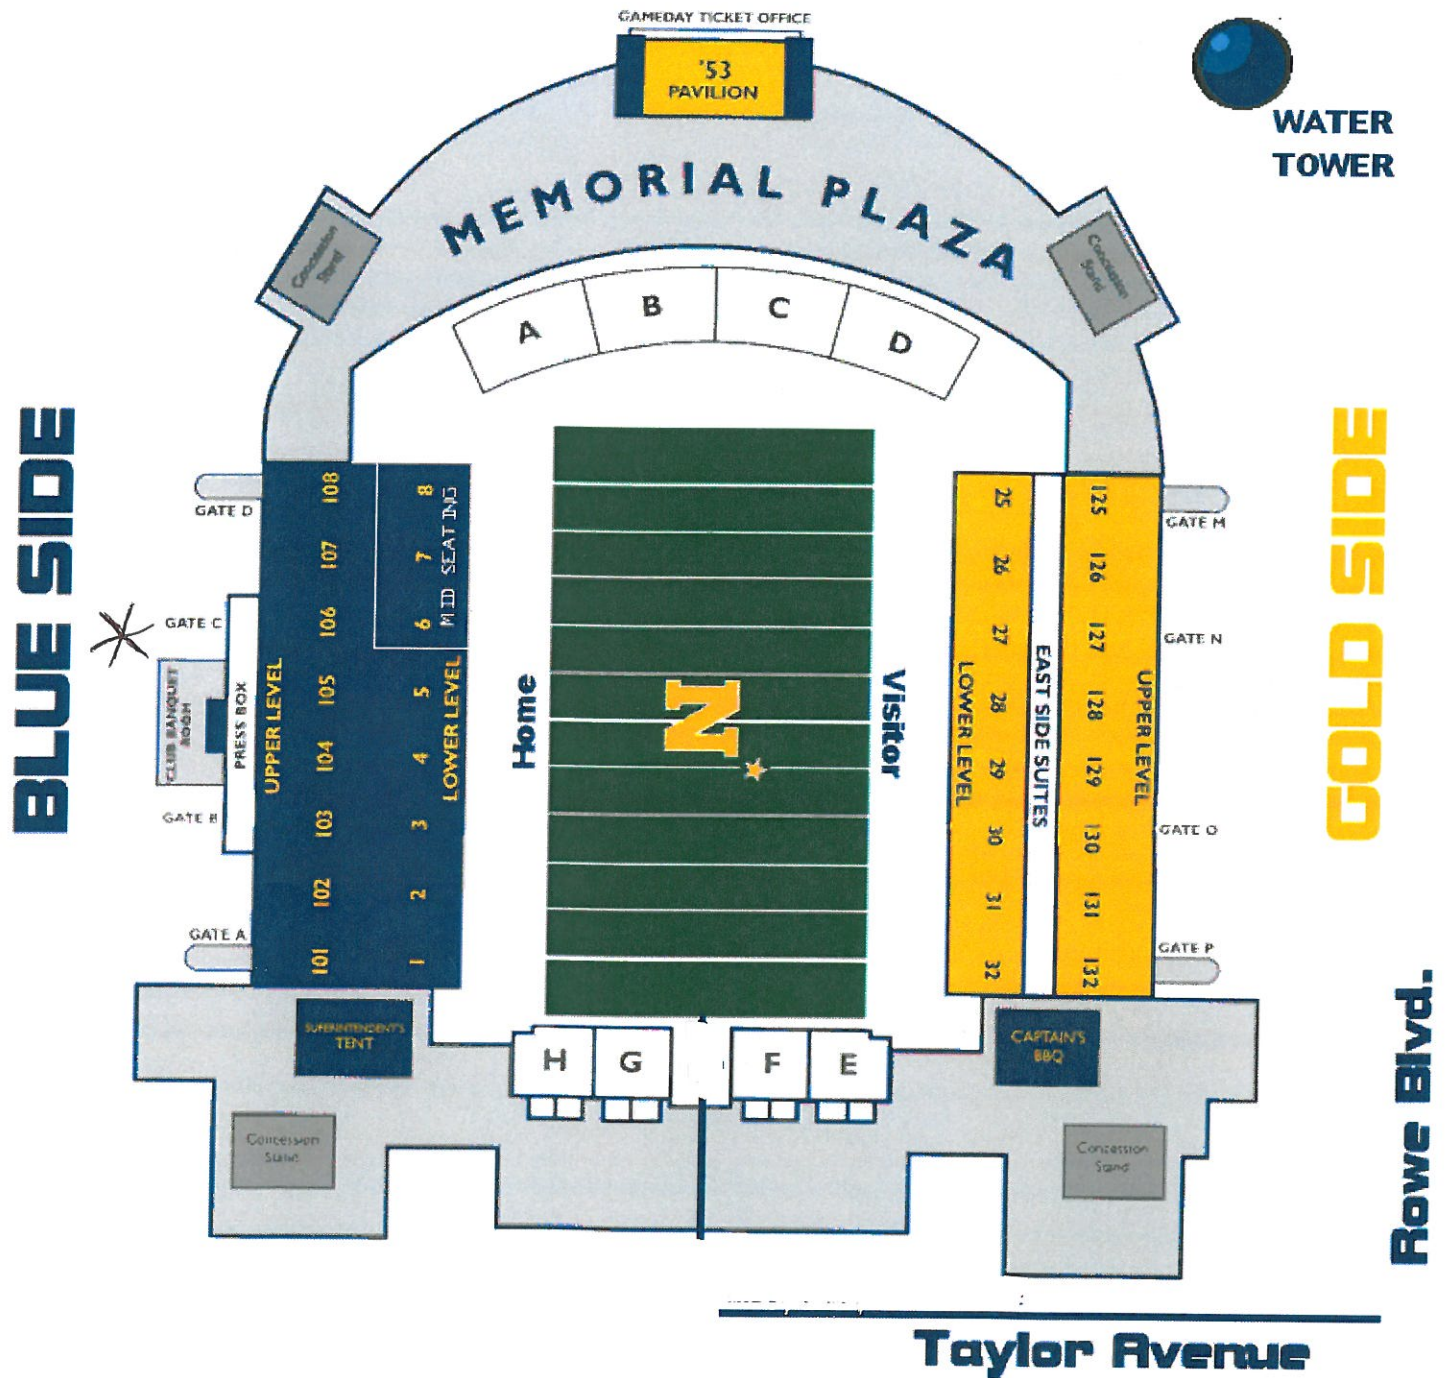 GAMEDAY TICKET OFFICE
'53
PAVILION
WATER
TOWER
MEMORIAL PLAZA
Concession
Stand
Concession
Stand
A
B
C
D
BLUE SIDE
GOLD SIDE
GATE D
GATE C
GATE B
GATE A
CLUB BANQUET
ROOM
PRESS BOX
UPPER LEVEL
108
107
106
105
104
103
102
101
8
7
6
5
4
3
2
1
MID SEATING
LOWER LEVEL
Home
N
Visitor
LOWER LEVEL
25
26
27
28
29
30
31
32
EAST SIDE SUITES
125
126
127
128
129
130
131
132
UPPER LEVEL
GATE M
GATE N
GATE O
GATE P
SUPERINTENDENT'S
TENT
H
G
F
E
CAPTAIN'S
BBQ
Concession
Stand
Concession
Stand
Rowe Blvd.
Taylor Avenue